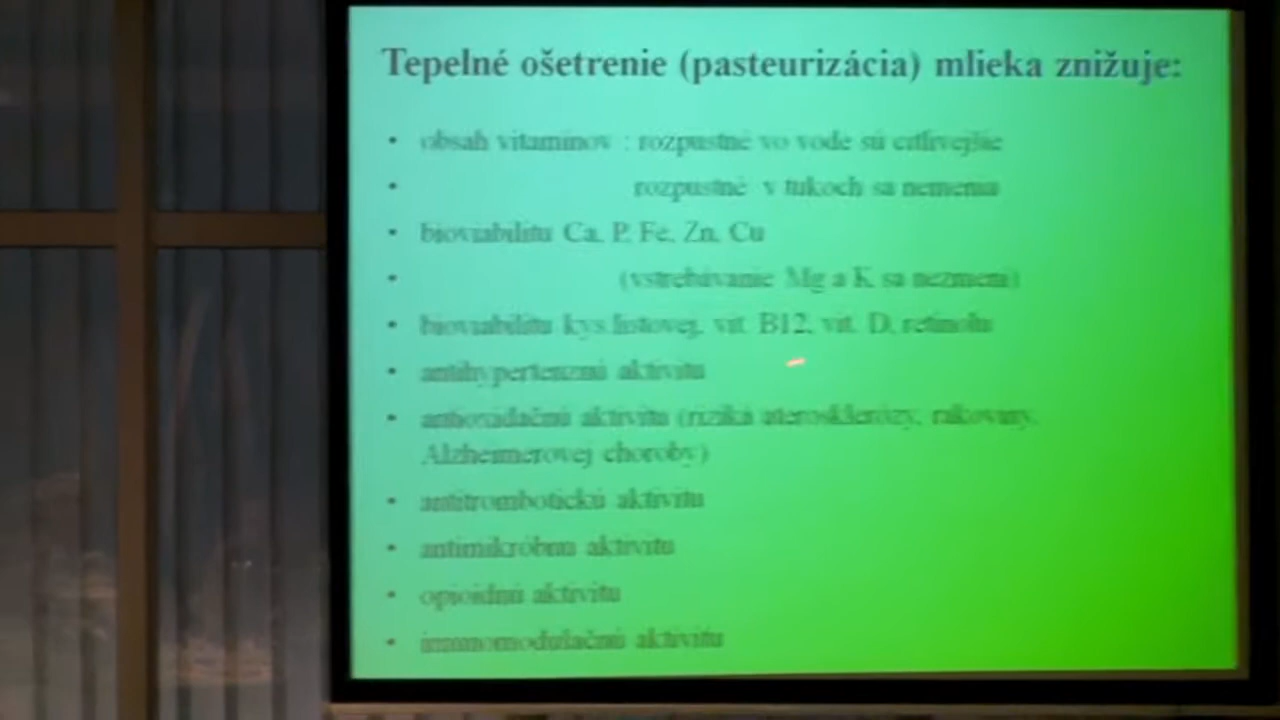 Tepelné ošetrenie (pasteurizácia) mlieka znižuje:
• obsah vitamínov : rozpustné vo vode sú citlivejšie
• rozpustné v tukoch sa nemenia
• bioviabilitu Ca, P, Fe, Zn, Cu
• (vstrebávanie Mg a K sa nezmení)
• bioviabilitu kys.listovej, vit. B12, vit. D, retinolu
• antihypertenznú aktivitu
• antioxidačnú aktivitu (riziká aterosklerózy, rakoviny,
Alzheimerovej choroby)
• antitrombotickú aktivitu
• antimikróbnu aktivitu
• opioidnú aktivitu
• imunomodulačnú aktivitu